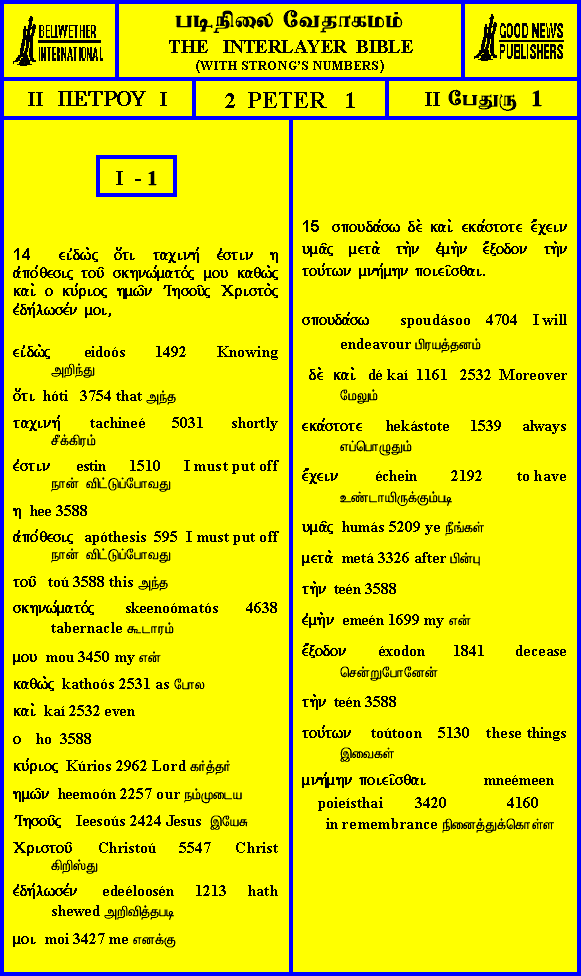 BELLWETHER
INTERNATIONAL
படிநிலை வேதாகமம்
THE INTERLAYER BIBLE
(WITH STRONG'S NUMBERS)
GOOD NEWS
PUBLISHERS
II ΠΕΤΡΟΥ I
2 PETER 1
II பேதுரு 1
I - 1
14 εἰδὼς ὅτι ταχινή ἐστιν η
ἀπόθεσις τοῦ σκηνώματός μου καθὼς
καὶ ο κύριος ημῶν Ἰησοῦς Χριστὸς
ἐδήλωσέν μοι,
εἰδὼς eidoós 1492 Knowing
அறிந்து
ὅτι hóti 3754 that அந்த
ταχινή tachineé 5031 shortly
சீக்கிரம்
ἐστιν estin 1510 I must put off
நான் விட்டுப்போவது
η hee 3588
ἀπόθεσις apóthesis 595 I must put off
நான் விட்டுப்போவது
τοῦ toú 3588 this அந்த
σκηνώματός skeenoómatós 4638
tabernacle கூடாரம்
μου mou 3450 my என்
καθὼς kathoós 2531 as போல
καὶ kaí 2532 even
ο ho 3588
κύριος Kúrios 2962 Lord கர்த்தர்
ημῶν heemoón 2257 our நம்முடைய
Ἰησοῦς Ieesoús 2424 Jesus இயேசு
Χριστοῦ Christoú 5547 Christ
கிறிஸ்து
ἐδήλωσέν edeéloosén 1213 hath
shewed அறிவித்தபடி
μοι moi 3427 me எனக்கு
15 σπουδάσω δὲ καὶ εκάστοτε ἔχειν
υμᾶς μετὰ τὴν ἐμὴν ἔξοδον τὴν
τούτων μνήμην ποιεῖσθαι.
σπουδάσω spoudásoo 4704 I will
endeavour பிரயத்தனம்
δὲ καὶ dé kaí 1161 2532 Moreover
மேலும்
εκάστοτε hekástote 1539 always
எப்பொழுதும்
ἔχειν échein 2192 to have
உண்டாயிருக்கும்படி
υμᾶς humás 5209 ye நீங்கள்
μετὰ metá 3326 after பின்பு
τὴν teén 3588
ἐμὴν emeén 1699 my என்
ἔξοδον éxodon 1841 decease
சென்றுபோனேன்
τὴν teén 3588
τούτων toútoon 5130 these things
இவைகள்
μνήμην ποιεῖσθαι mneémeen
poieísthai 3420 4160
in remembrance நினைத்துக்கொள்ள